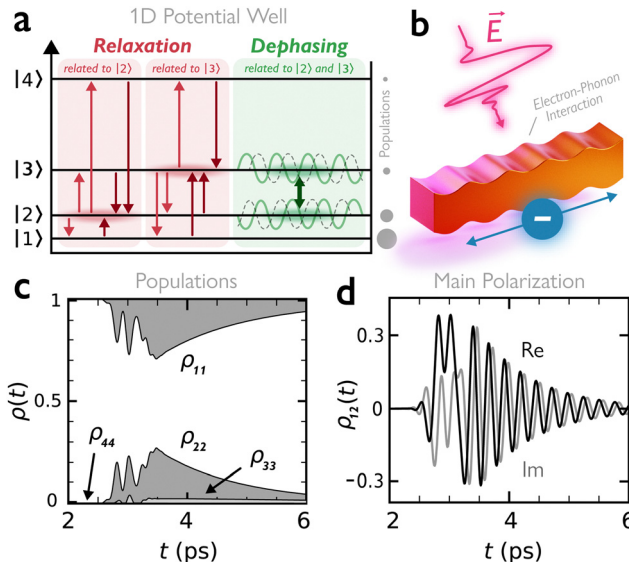 1D Potential Well
a
Relaxation
Dephasing
related to |2⟩
related to |3⟩
related to |2⟩ and |3⟩
|4⟩
|3⟩
|2⟩
|1⟩
Populations
b
E
Electron-Phonon
Interaction
−
c
Populations
1
0.5
0
ρ(t)
ρ11
ρ22
ρ33
ρ44
2
4
6
t (ps)
d
Main Polarization
0.3
0
−0.3
ρ12(t)
Re
Im
2
4
6
t (ps)